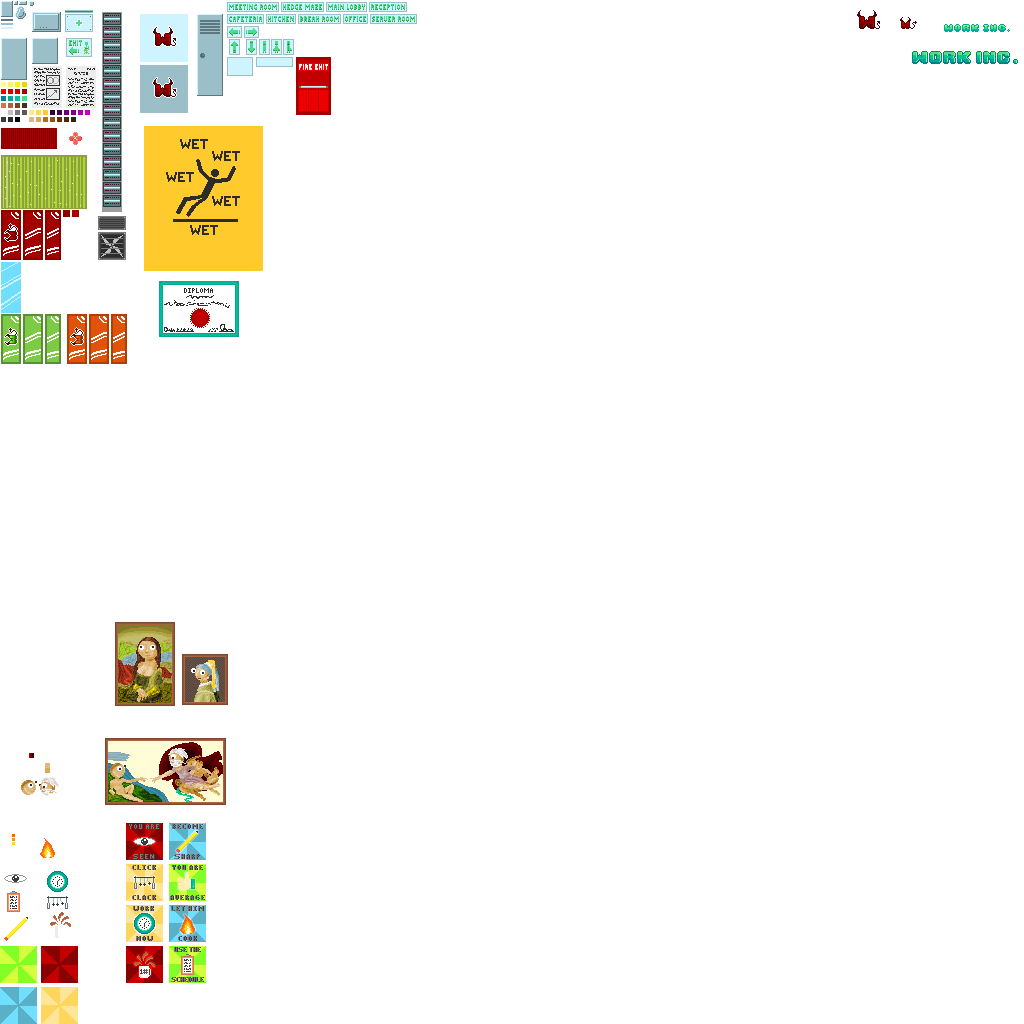 MEETING ROOM HEDGE MAZE MAIN LOBBY RECEPTION
CAFETERIA KITCHEN BREAK ROOM OFFICE SERVER ROOM
WORK INC.
WORK INC.
EXIT
FIRE EXIT
WET
WET
WET
WET
WET
DIPLOMA
YOU ARE
SEEN
BECOME
SHARP
CLICK
CLACK
YOU ARE
AVERAGE
WORK
NOW
LET HIM
COOK
1#!
USE THE
SCHEDULE